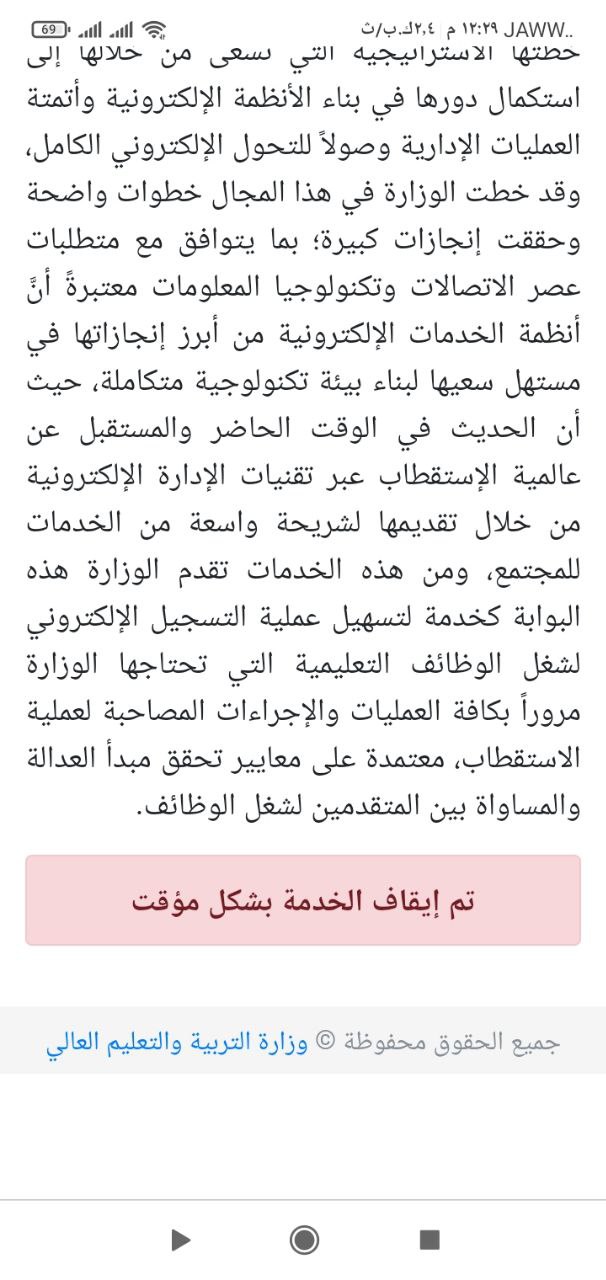 69 ١٢:٢٩ م ٢,٤ك.ب/ث JAWW..
خطتها الاستراتيجية التي تسعى من خلالها إلى
استكمال دورها في بناء الأنظمة الإلكترونية وأتمتة
العمليات الإدارية وصولاً للتحول الإلكتروني الكامل،
وقد خطت الوزارة في هذا المجال خطوات واضحة
وحققت إنجازات كبيرة؛ بما يتوافق مع متطلبات
عصر الاتصالات وتكنولوجيا المعلومات معتبرةً أنَّ
أنظمة الخدمات الإلكترونية من أبرز إنجازاتها في
مستهل سعيها لبناء بيئة تكنولوجية متكاملة، حيث
أن الحديث في الوقت الحاضر والمستقبل عن
عالمية الإستقطاب عبر تقنيات الإدارة الإلكترونية
من خلال تقديمها لشريحة واسعة من الخدمات
للمجتمع، ومن هذه الخدمات تقدم الوزارة هذه
البوابة كخدمة لتسهيل عملية التسجيل الإلكتروني
لشغل الوظائف التعليمية التي تحتاجها الوزارة
مروراً بكافة العمليات والإجراءات المصاحبة لعملية
الاستقطاب، معتمدة على معايير تحقق مبدأ العدالة
والمساواة بين المتقدمين لشغل الوظائف.
تم إيقاف الخدمة بشكل مؤقت
جميع الحقوق محفوظة © وزارة التربية والتعليم العالي